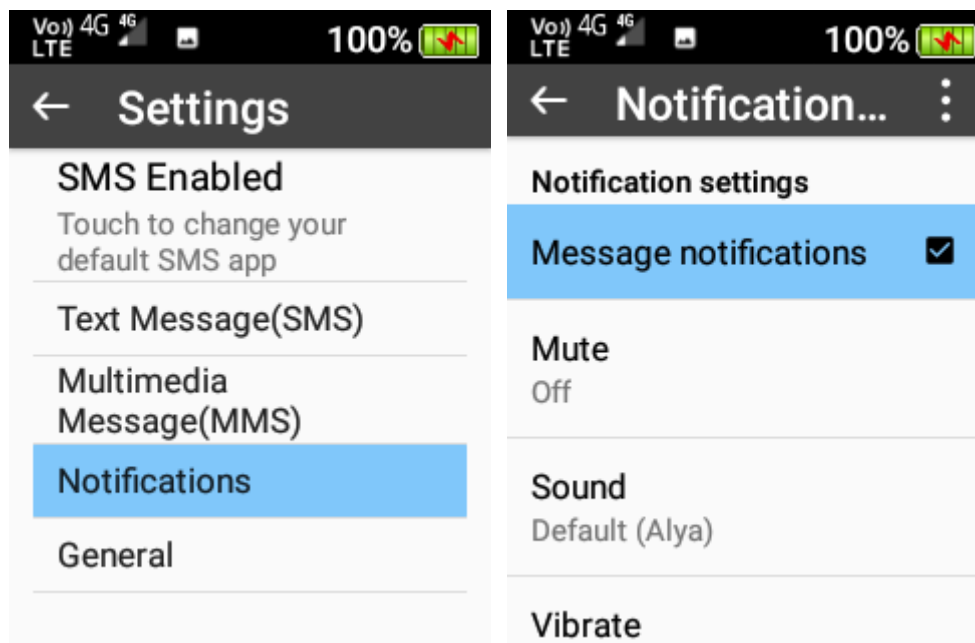 Vo)) 4G 4G
LTE
100%
← Settings
SMS Enabled
Touch to change your
default SMS app
Text Message(SMS)
Multimedia
Message(MMS)
Notifications
General
Vo)) 4G 4G
LTE
100%
← Notification...
Notification settings
Message notifications
Mute
Off
Sound
Default (Alya)
Vibrate